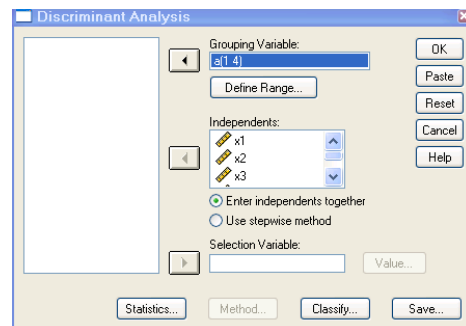 Discriminant Analysis
Grouping Variable:
a(1 4)
Define Range...
Independents:
x1
x2
x3
Enter independents together
Use stepwise method
Selection Variable:
Value...
OK
Paste
Reset
Cancel
Help
Statistics...
Method...
Classify...
Save...